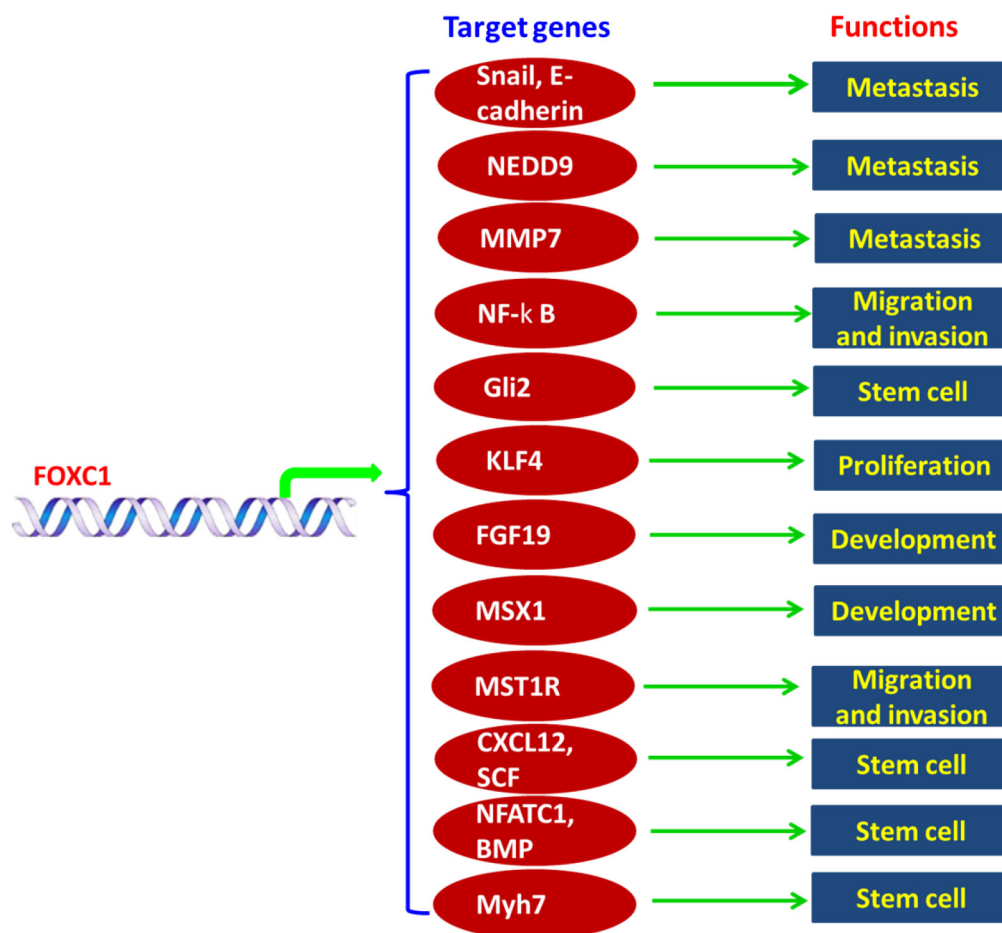 Target genes
Functions
Snail, E-
cadherin
Metastasis
NEDD9
Metastasis
MMP7
Metastasis
NF-k B
Migration
and invasion
Gli2
Stem cell
FOXC1
KLF4
Proliferation
FGF19
Development
MSX1
Development
MST1R
Migration
and invasion
CXCL12,
SCF
Stem cell
NFATC1,
BMP
Stem cell
Myh7
Stem cell